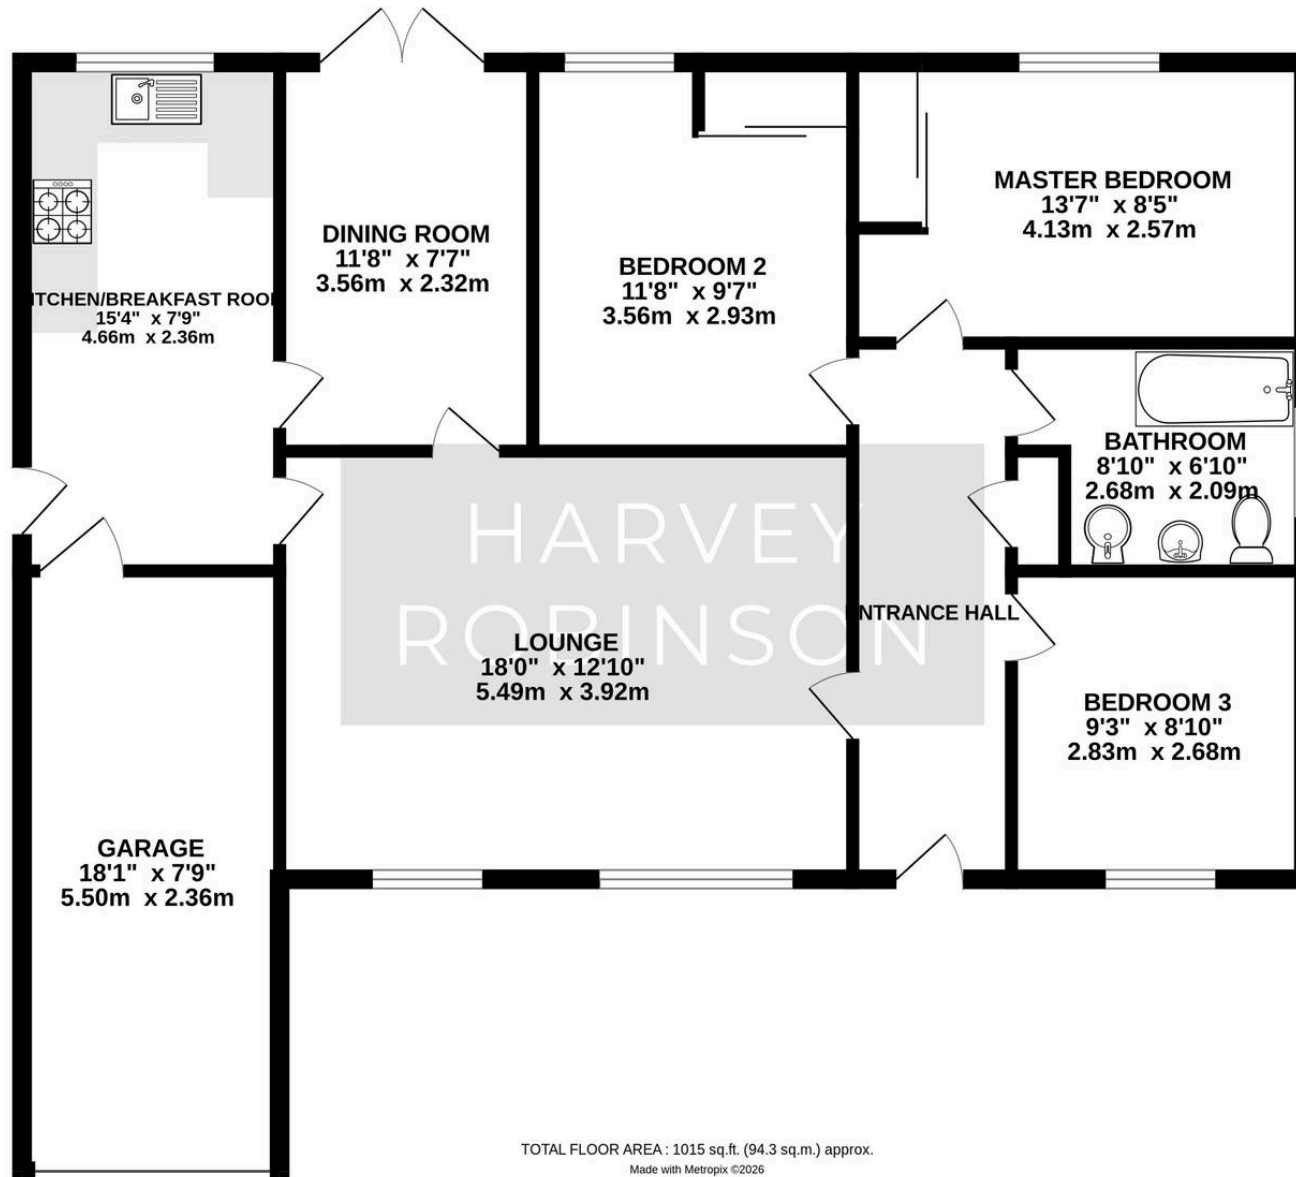 MASTER BEDROOM
13'7" x 8'5"
4.13m x 2.57m
DINING ROOM
11'8" x 7'7"
3.56m x 2.32m
BEDROOM 2
11'8" x 9'7"
3.56m x 2.93m
ITCHEN/BREAKFAST ROO
15'4" x 7'9"
4.66m x 2.36m
BATHROOM
8'10" x 6'10"
2.68m x 2.09m
HARVEY
ROBINSON
NTRANCE HALL
LOUNGE
18'0" x 12'10"
5.49m x 3.92m
BEDROOM 3
9'3" x 8'10"
2.83m x 2.68m
GARAGE
18'1" x 7'9"
5.50m x 2.36m
TOTAL FLOOR AREA : 1015 sq.ft. (94.3 sq.m.) approx.
Made with Metropix ©2026